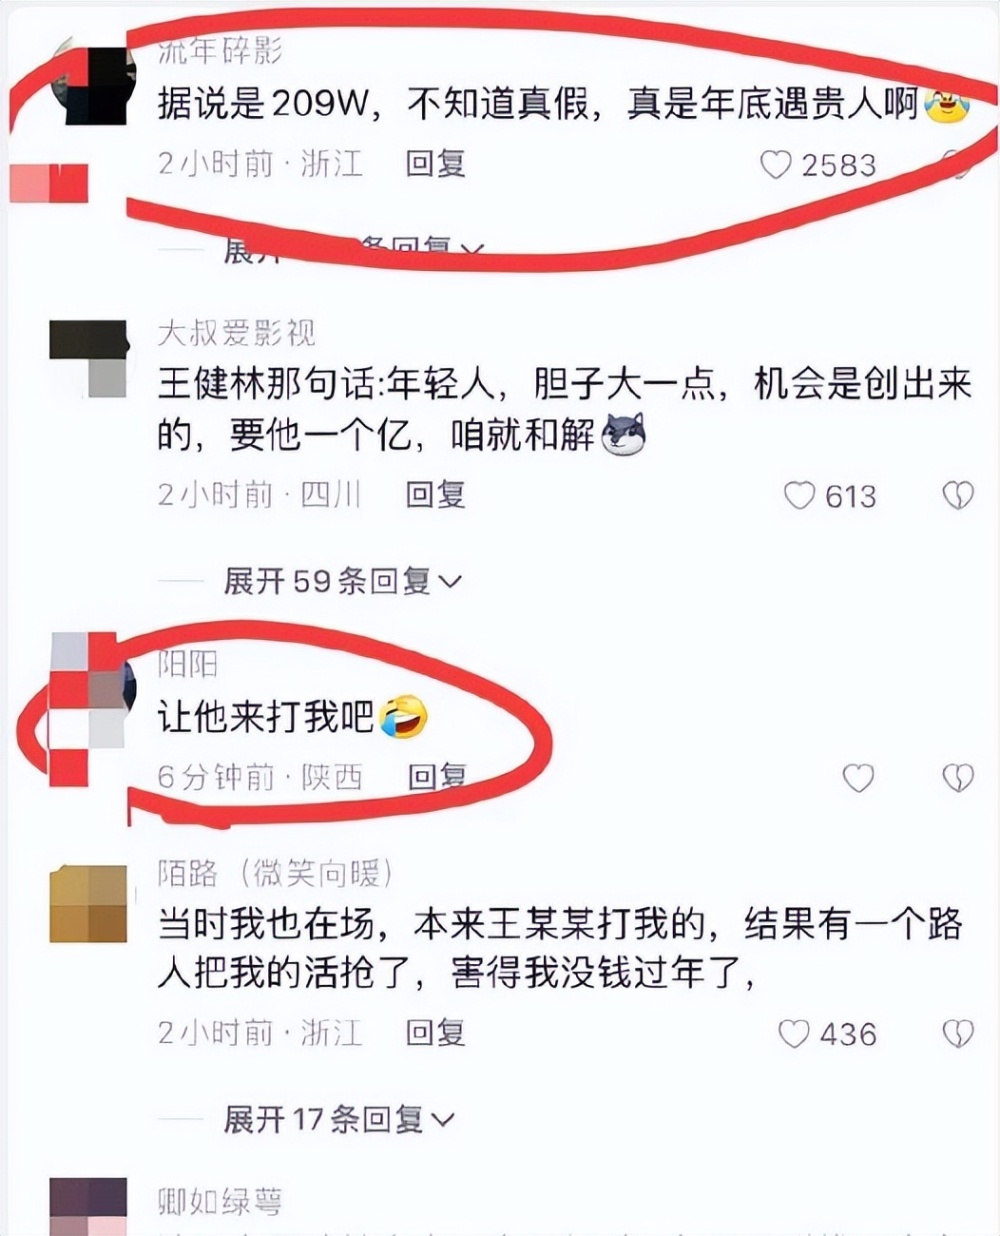 流年碎影
据说是209W，不知道真假，真是年底遇贵人啊
2小时前·浙江 回复 2583
展开 条回复
大叔爱影视
王健林那句话:年轻人，胆子大一点，机会是创出来
的，要他一个亿，咱就和解
2小时前·四川 回复 613
展开59条回复
阳阳
让他来打我吧
6分钟前·陕西 回复
陌路（微笑向暖）
当时我也在场，本来王某某打我的，结果有一个路
人把我的活抢了，害得我没钱过年了，
2小时前·浙江 回复 436
展开17条回复
卿如绿萼